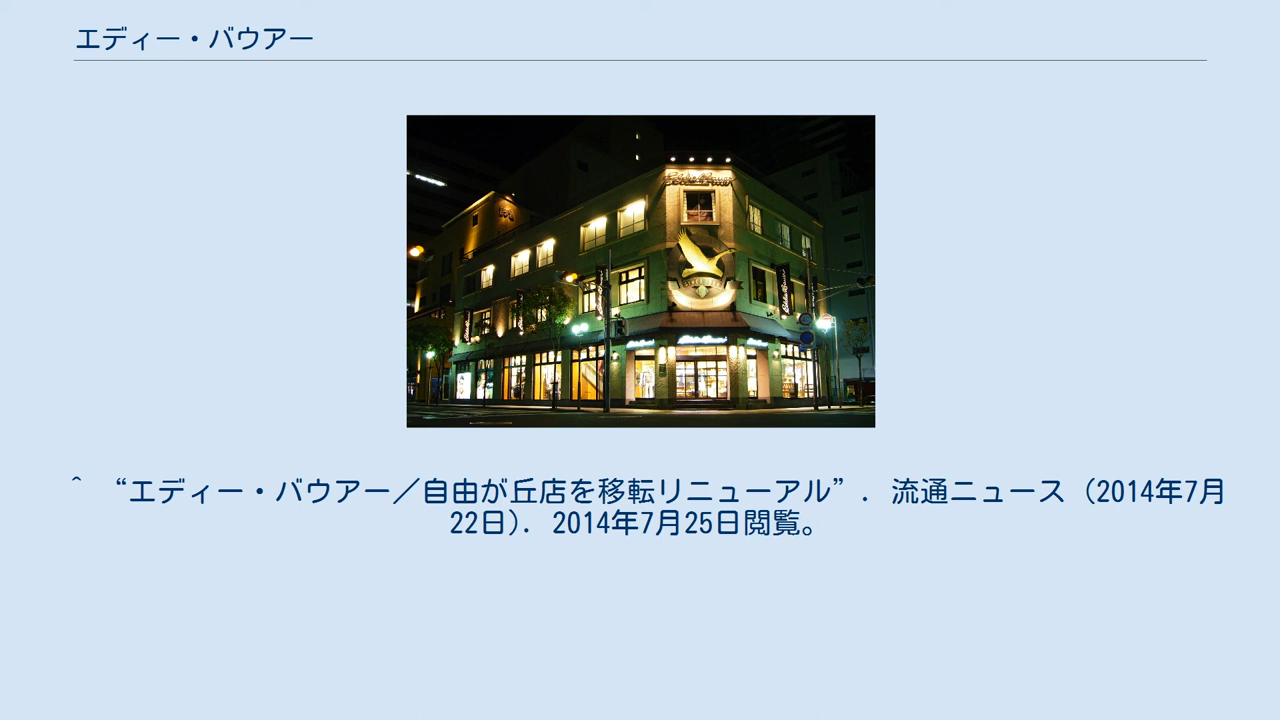 エディー・バウアー
Eddie Bauer
^ “エディー・バウアー／自由が丘店を移転リニューアル”. 流通ニュース (2014年7月
22日). 2014年7月25日閲覧。